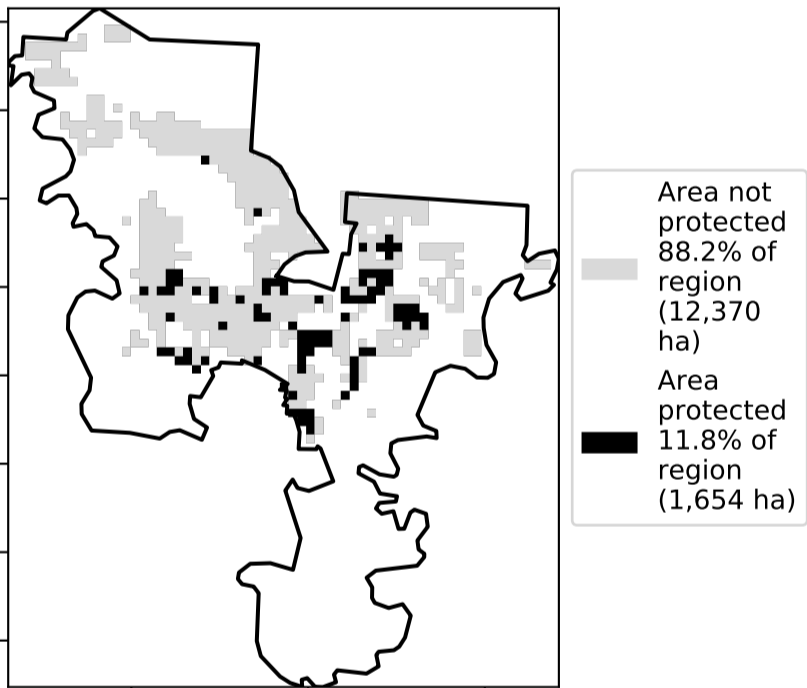 Area not
protected
88.2% of
region
(12,370
ha)
Area
protected
11.8% of
region
(1,654 ha)